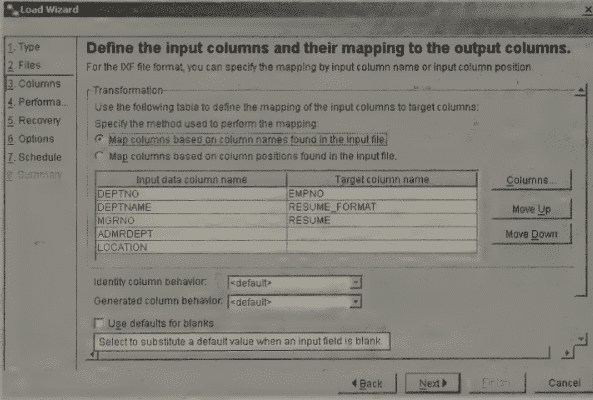 Load Wizard
1. Type
2. Files
3. Columns
4. Performa...
5. Recovery
6. Options
7. Schedule
8. Summary
Define the input columns and their mapping to the output columns.
For the IXF file format, you can specify the mapping by input column name or input column position.
Transformation
Use the following table to define the mapping of the input columns to target columns:
Specify the method used to perform the mapping:
Map columns based on column names found in the input file.
Map columns based on column positions found in the input file.
Input data column name Target column name
DEPTNO EMPNO
DEPTNAME RESUME_FORMAT
MGRNO RESUME
ADMRDEPT
LOCATION
Columns...
Move Up
Move Down
Identity column behavior: <default>
Generated column behavior: <default>
Use defaults for blanks
Select to substitute a default value when an input field is blank.
Back Next Finish Cancel